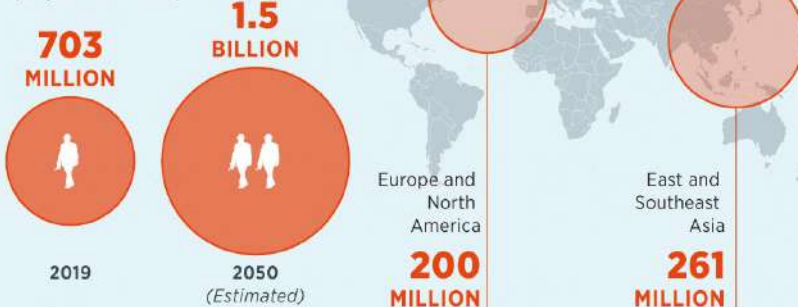 703
MILLION
1.5
BILLION
2019
2050
(Estimated)
Europe and
North
America
200
MILLION
East and
Southeast
Asia
261
MILLION